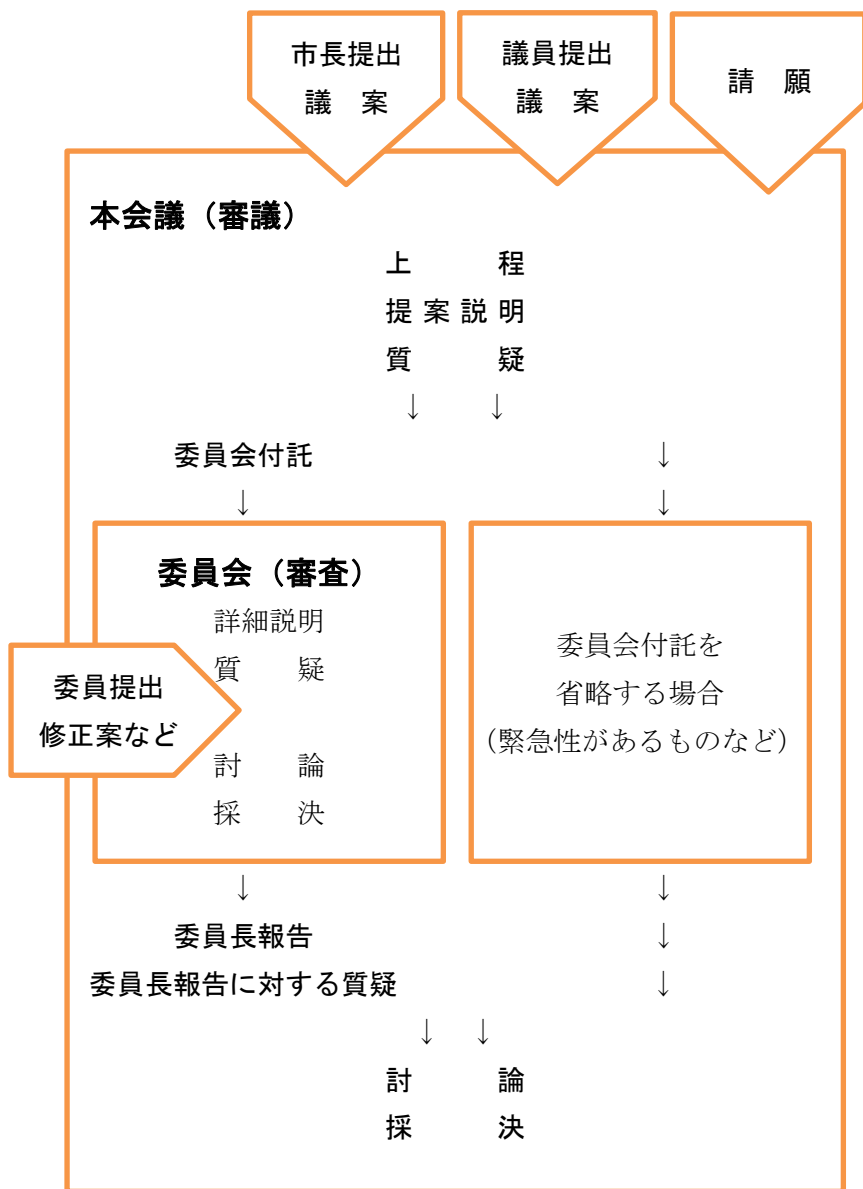 市長提出
議　案
議員提出
議　案
請　願
本会議（審議）
上　　程
提案説明
質　　疑
↓　↓
委員会付託
↓
↓
↓
↓
委員会（審査）
詳細説明
質　　疑
委員提出
修正案など
討　　論
採　　決
委員会付託を
省略する場合
（緊急性があるものなど）
↓
委員長報告
委員長報告に対する質疑
↓
↓
↓
↓　↓
討　　論
採　　決